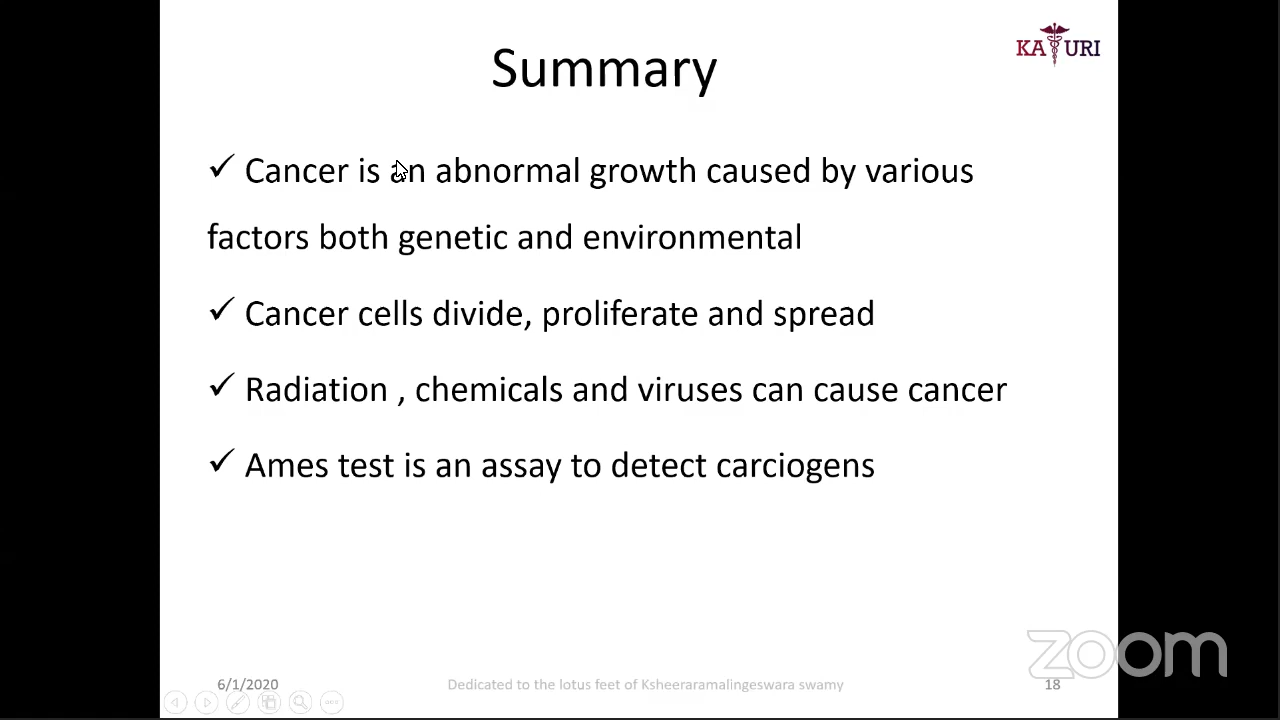 KATURI
Summary
✓ Cancer is an abnormal growth caused by various
factors both genetic and environmental
✓ Cancer cells divide, proliferate and spread
✓ Radiation , chemicals and viruses can cause cancer
✓ Ames test is an assay to detect carciogens
zoom
6/1/2020
Dedicated to the lotus feet of Ksheeraramalingeswara swamy
18